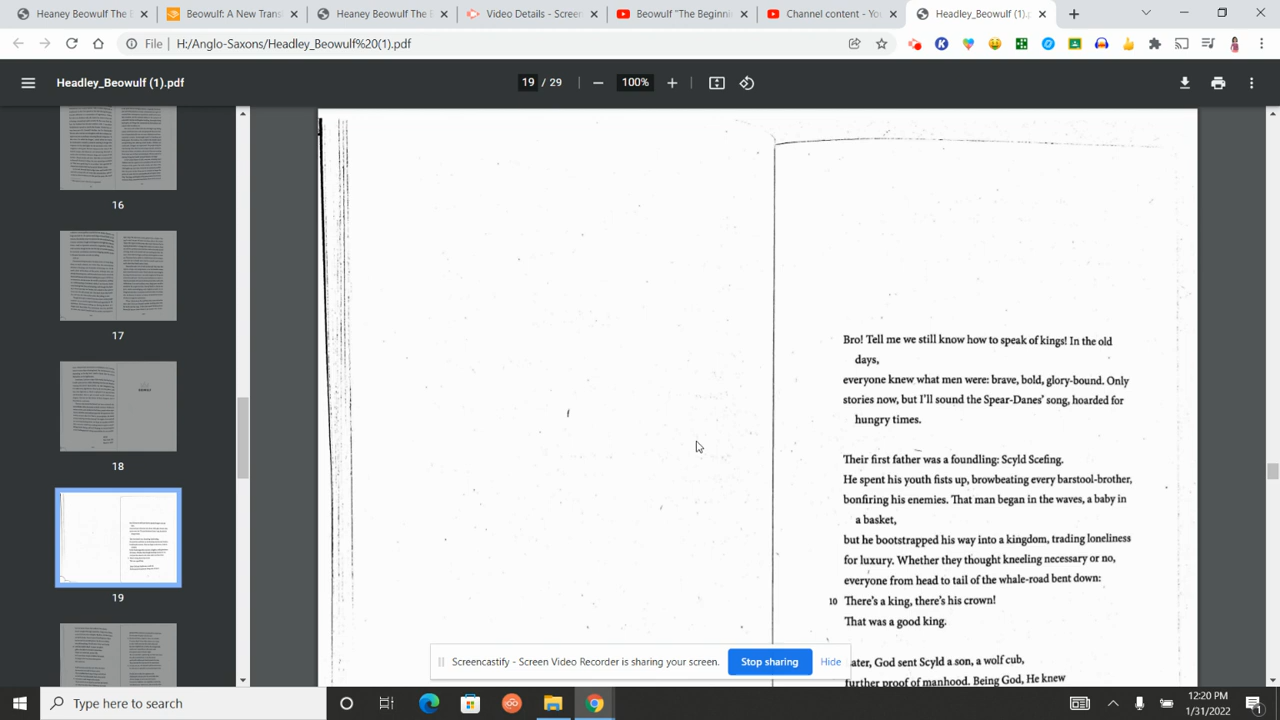 Heaney Beowulf The B
Beowulf: A New Trans
Heaney Beowulf The B
Video Details - Screen
Beowulf "The Beginni
Channel content - Yo
Headley_Beowulf (1).p
File | H:/Anglo-Saxons/Headley_Beowulf%20(1).pdf
Headley_Beowulf (1).pdf
19 / 29
100%
16
17
18
19
Bro! Tell me we still know how to speak of kings! In the old
days,
everyone knew what men were: brave, bold, glory-bound. Only
stories now, but I'll sound the Spear-Danes' song, hoarded for
hungry times.
Their first father was a foundling: Scyld Scefing.
He spent his youth fists up, browbeating every barstool-brother,
bonfiring his enemies. That man began in the waves, a baby in
a basket,
but he bootstrapped his way into a kingdom, trading loneliness
for luxury. Whether they thought kneeling necessary or no,
everyone from head to tail of the whale-road bent down:
10 There's a king, there's his crown!
That was a good king.
Later, God sent Scyld a son, a wolf cub,
further proof of manhood. Being God, He knew
Video Recorder is sharing your screen.
Stop sharing
Hide
Type here to search
12:20 PM
1/31/2022
1